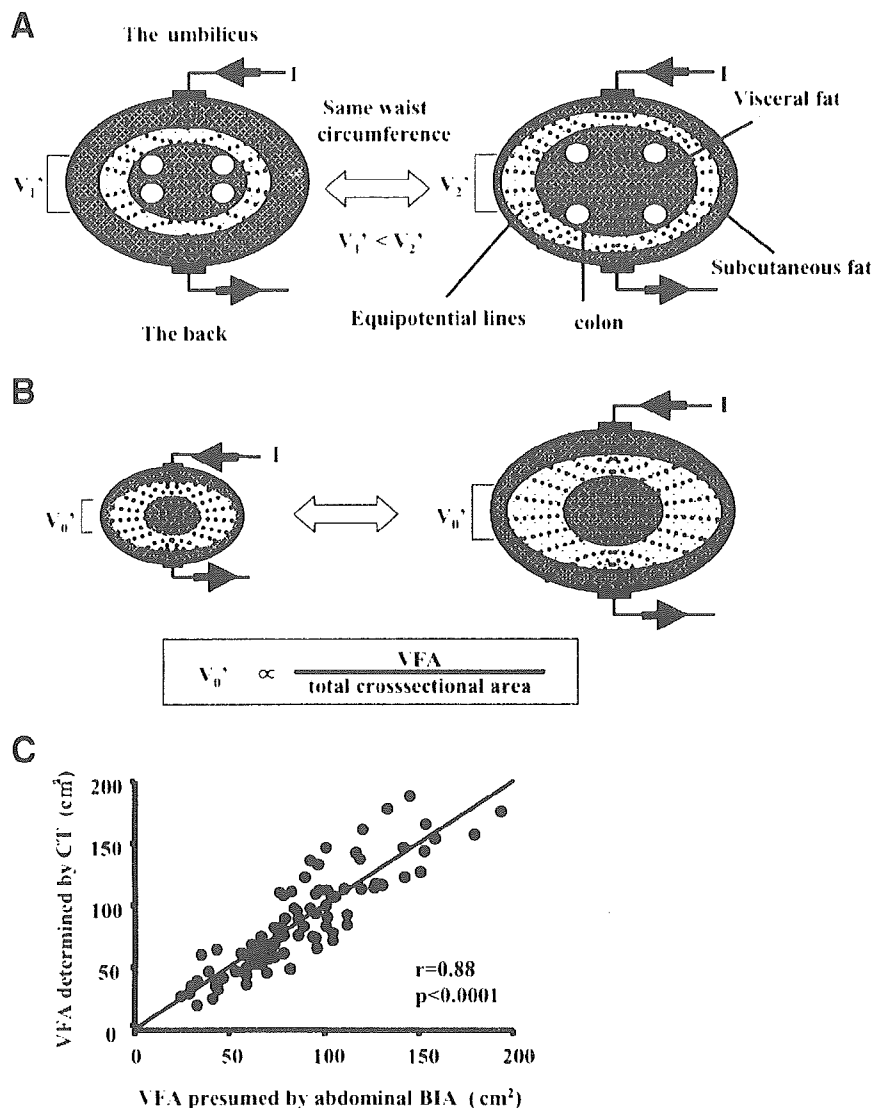 A
The umbilicus
I
I
Same waist
circumference
Visceral fat
V₁'
V₂'
V₁' < V₂'
Subcutaneous fat
Equipotential lines
colon
The back
B
I
I
V₀'
V₀'
V₀' ∝ VFA
total crosssectional area
C
VFA determined by CT (cm²)
200
150
100
50
0
r=0.88
p<0.0001
0 50 100 150 200
VFA presumed by abdominal BIA (cm²)